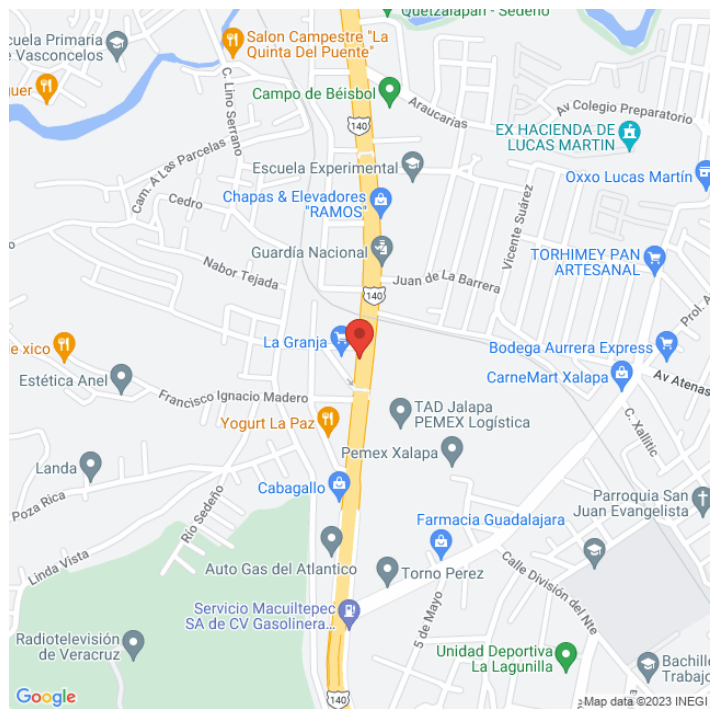 Quetzalapan - Sedeño
Salon Campestre "La
Quinta Del Puente"
cuela Primaria
e Vasconcelos
C. Lino Serrano
guer
Campo de Béisbol
Araucarias
Av Colegio Preparatorio
140
EX HACIENDA DE
LUCAS MARTIN
Escuela Experimental
Oxxo Lucas Martín
Cam. A Las Parcelas
Cedro
Chapas & Elevadores
"RAMOS"
Vicente Suárez
Guardía Nacional
TORHIMEY PAN
ARTESANAL
Nabor Tejada
Juan de La Barrera
140
Prol. A
La Granja
e xico
Bodega Aurrera Express
Estética Anel
CarneMart Xalapa
Av Atenas
Francisco Ignacio Madero
TAD Jalapa
PEMEX Logística
Yogurt La Paz
C. Xallitic
Pemex Xalapa
Landa
Cabagallo
Poza Rica
Río Sedeño
Parroquia San
Juan Evangelista
Farmacia Guadalajara
Linda Vista
Auto Gas del Atlantico
Torno Perez
Calle División del Nte
Servicio Macuiltepec
SA de CV Gasolinera...
5 de Mayo
Radiotelevisión
de Veracruz
Unidad Deportiva
La Lagunilla
Bachill
Trabajo
140
Google
Map data ©2023 INEGI